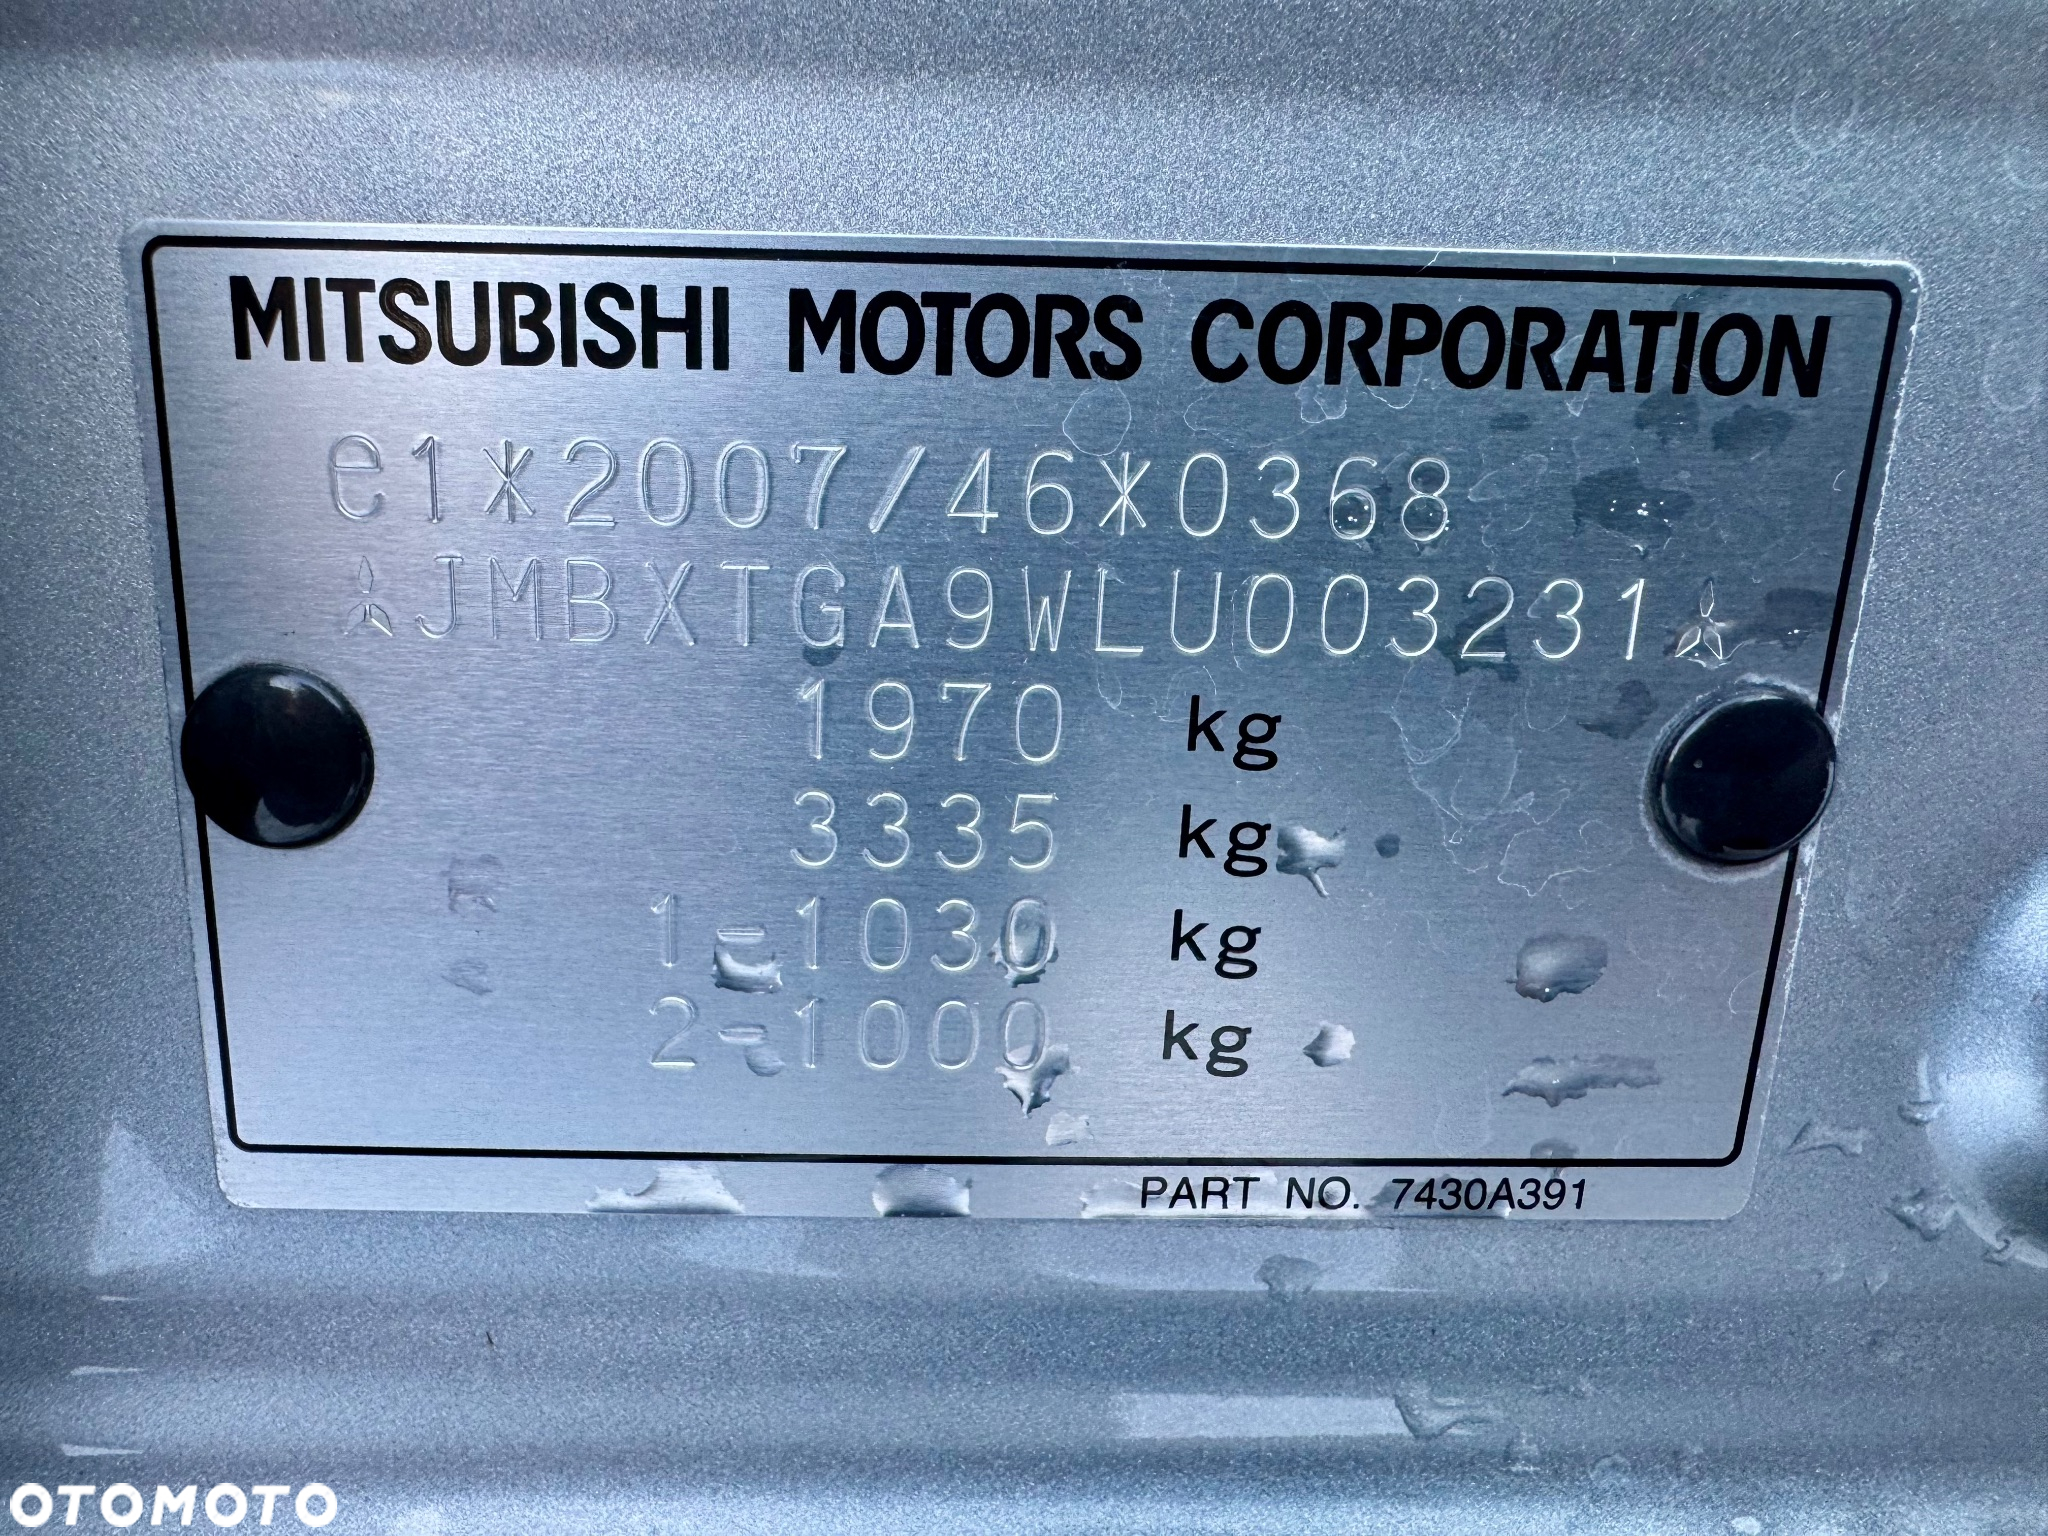 MITSUBISHI MOTORS CORPORATION
e1*2007/46*0368
JMBXTGA9WLU003231
1970 kg
3335 kg
1-1030 kg
2-1000 kg
PART NO. 7430A391
OTOMOTO